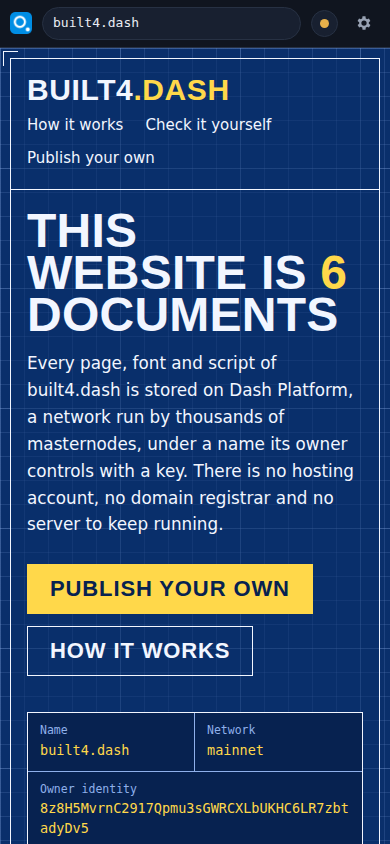 built4.dash
BUILT4.DASH
How it works Check it yourself
Publish your own
THIS
WEBSITE IS 6
DOCUMENTS
Every page, font and script of
built4.dash is stored on Dash Platform,
a network run by thousands of
masternodes, under a name its owner
controls with a key. There is no hosting
account, no domain registrar and no
server to keep running.
PUBLISH YOUR OWN
HOW IT WORKS
Name Network
built4.dash mainnet
Owner identity
8z8H5MvrnC2917Qpmu3sGWRCXLbUKHC6LR7zbt
adyDv5